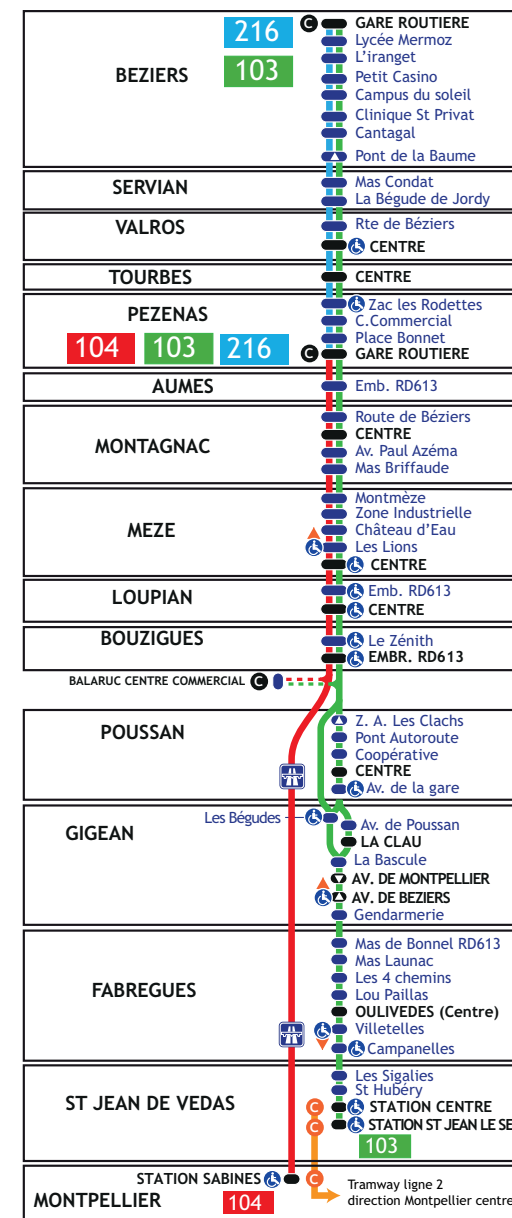 216
C
GARE ROUTIERE
Lycée Mermoz
L'iranget
BEZIERS
103
Petit Casino
Campus du soleil
Clinique St Privat
Cantagal
Pont de la Baume
SERVIAN
Mas Condat
La Bégude de Jordy
VALROS
Rte de Béziers
CENTRE
TOURBES
CENTRE
PEZENAS
Zac les Rodettes
C.Commercial
Place Bonnet
104 103 216
C
GARE ROUTIERE
AUMES
Emb. RD613
MONTAGNAC
Route de Béziers
CENTRE
Av. Paul Azéma
Mas Briffaude
MEZE
Montmèze
Zone Industrielle
Château d'Eau
Les Lions
CENTRE
LOUPIAN
Emb. RD613
CENTRE
BOUZIGUES
Le Zénith
EMBR. RD613
BALARUC CENTRE COMMERCIAL C
POUSSAN
Z. A. Les Clachs
Pont Autoroute
Coopérative
CENTRE
Av. de la gare
GIGEAN
Les Bégudes
Av. de Poussan
LA CLAU
La Bascule
AV. DE MONTPELLIER
AV. DE BEZIERS
Gendarmerie
FABREGUES
Mas de Bonnel RD613
Mas Launac
Les 4 chemins
Lou Paillas
OULIVEDES (Centre)
Villetelles
Campanelles
ST JEAN DE VEDAS
Les Sigalies
St Hubéry
C
STATION CENTRE
C
STATION ST JEAN LE SE
103
STATION SABINES
C
MONTPELLIER
104
Tramway ligne 2
direction Montpellier centre